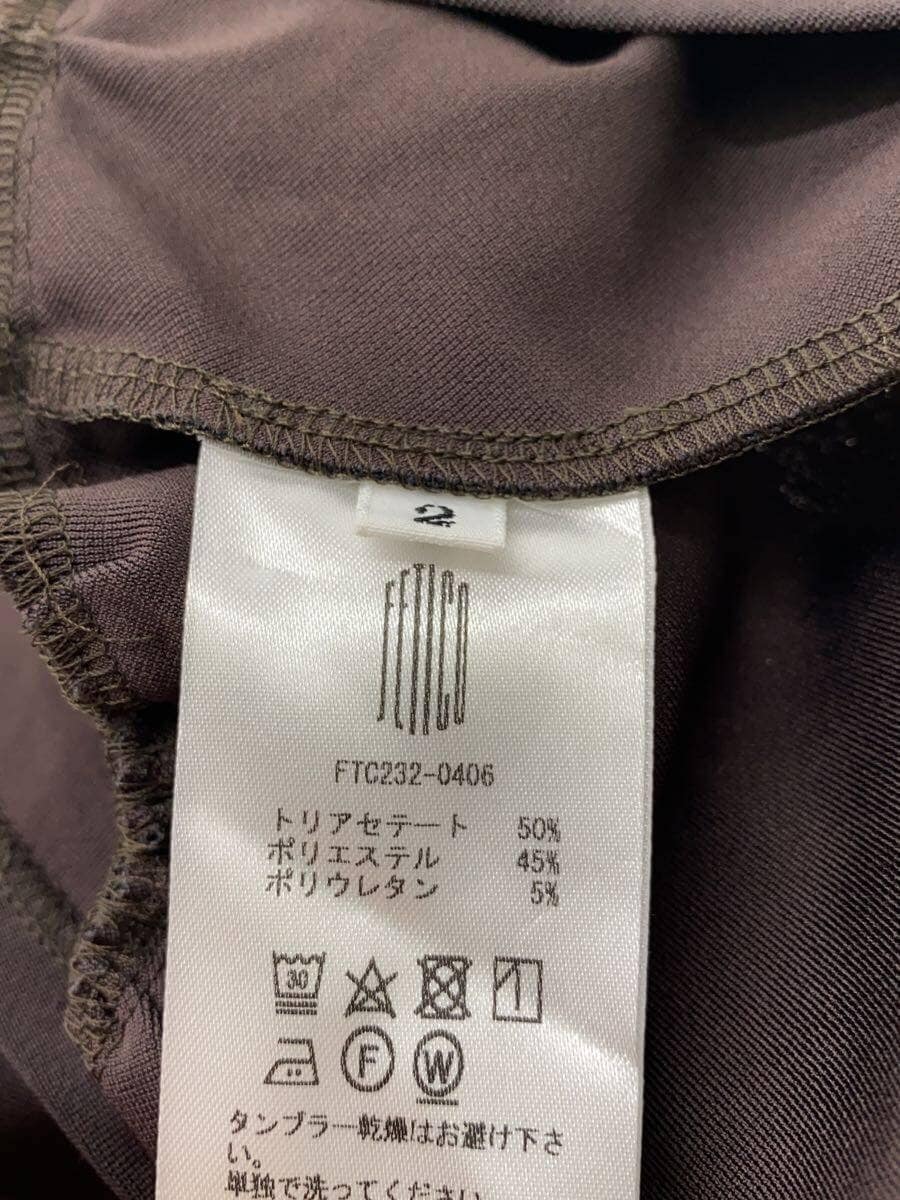 2
FETICO
FTC232-0406
トリアセテート 50%
ポリエステル 45%
ポリウレタン 5%
30
F W
タンブラー乾燥はお避け下さ
い。
単独で洗ってください